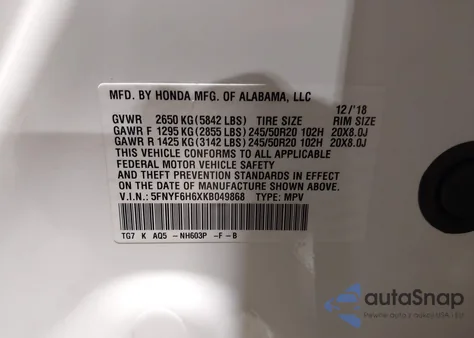 MFD. BY HONDA MFG. OF ALABAMA, LLC
12/'18
GVWR 2650 KG(5842 LBS) TIRE SIZE RIM SIZE
GAWR F 1295 KG(2855 LBS) 245/50R20 102H 20X8.0J
GAWR R 1425 KG(3142 LBS) 245/50R20 102H 20X8.0J
THIS VEHICLE CONFORMS TO ALL APPLICABLE
FEDERAL MOTOR VEHICLE SAFETY
AND THEFT PREVENTION STANDARDS IN EFFECT
ON THE DATE OF MANUFACTURE SHOWN ABOVE.
V.I.N.: 5FNYF6H6XKB049868 TYPE: MPV
TG7 K AQ5 -NH603P -F -B
autoSnap